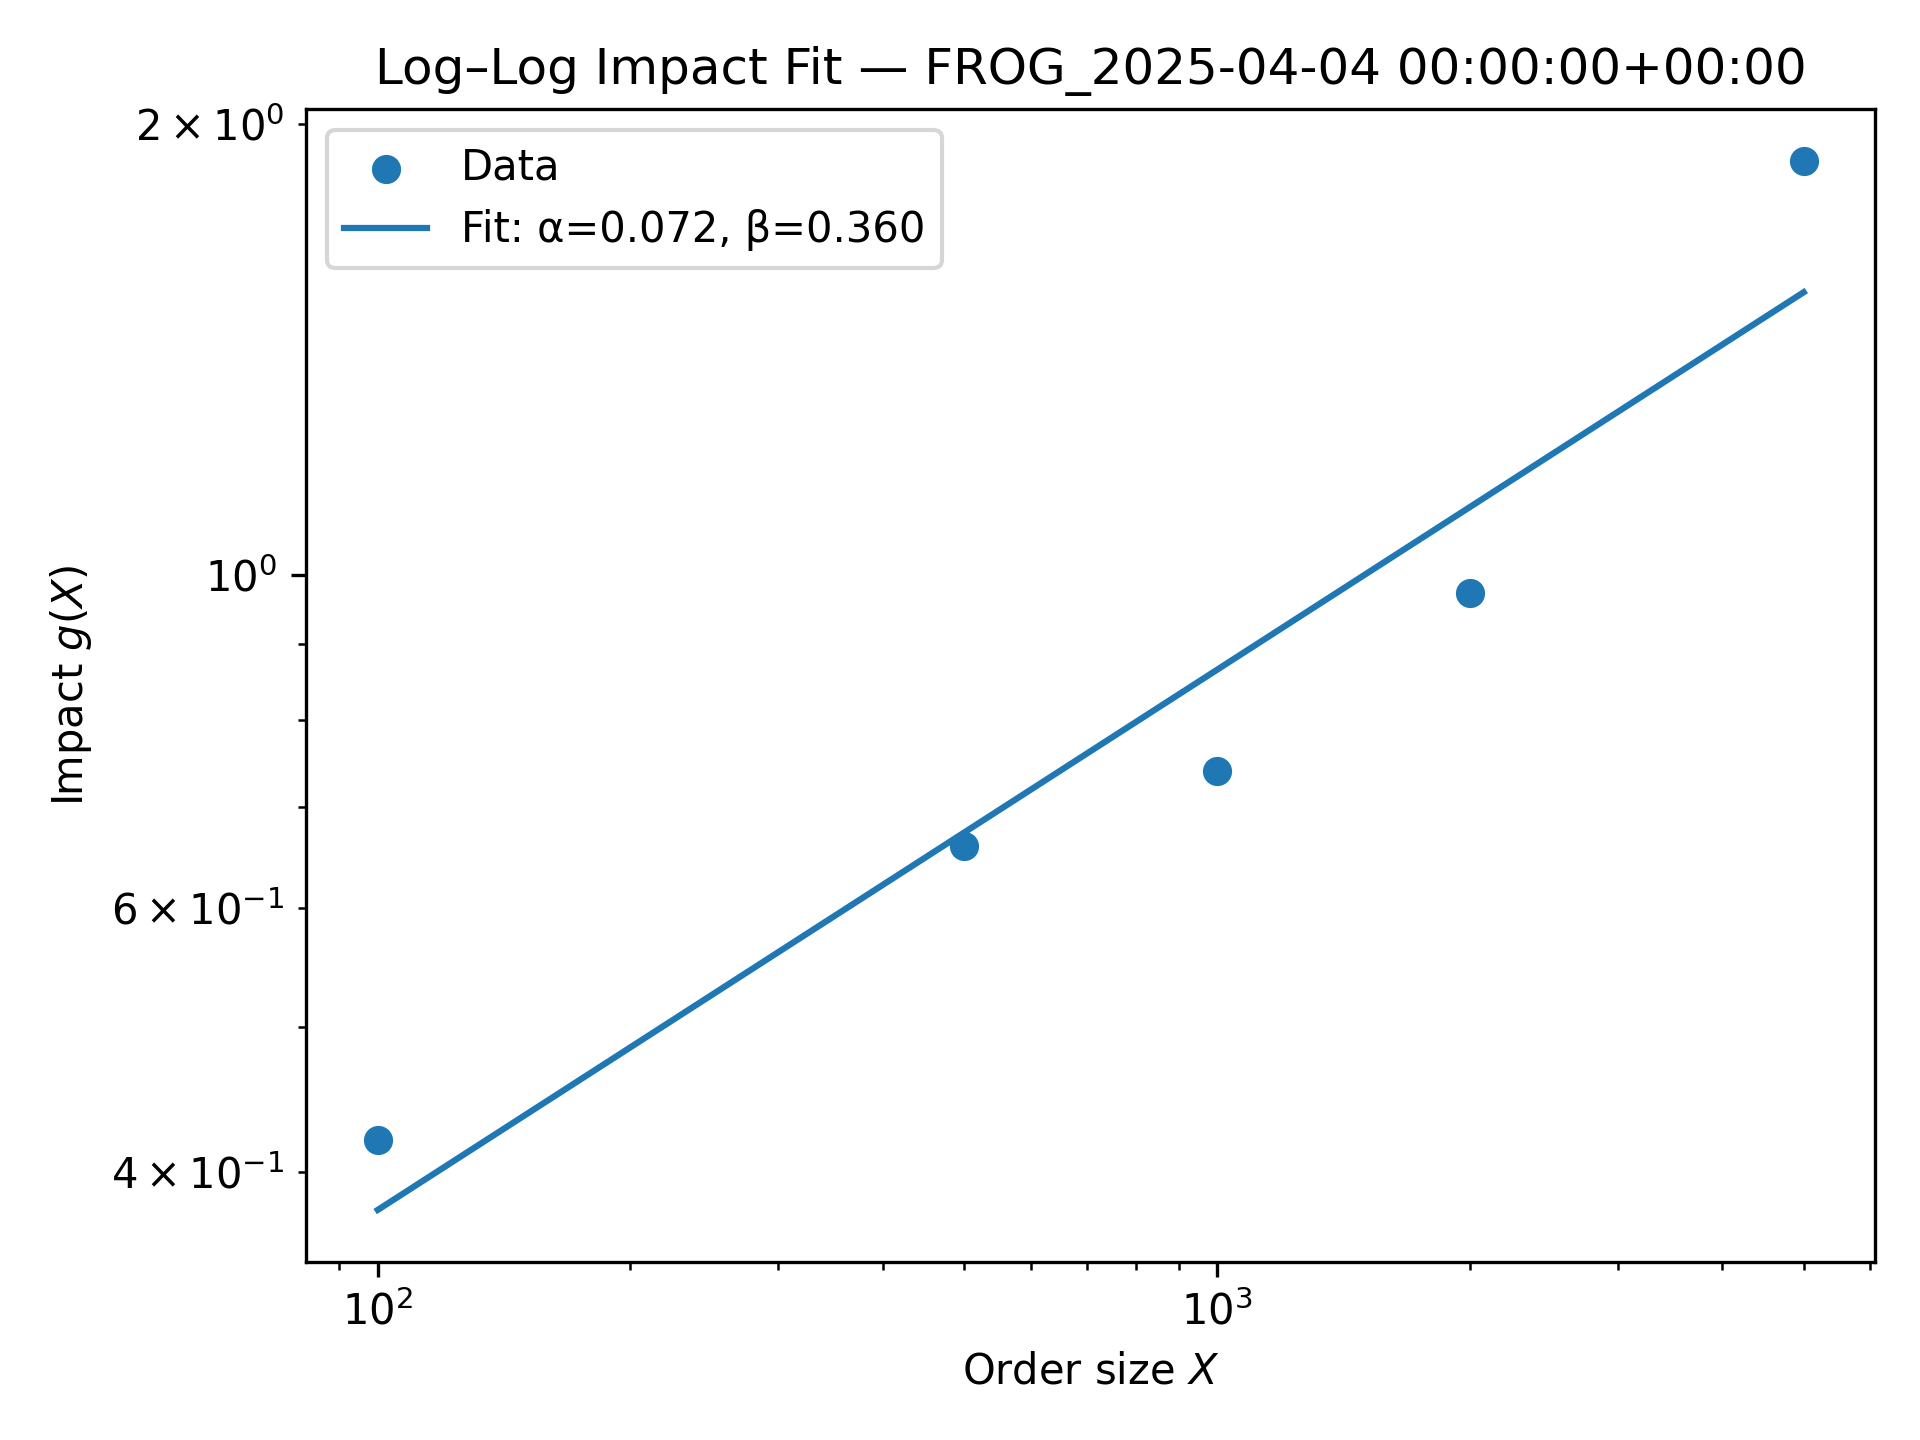 Log–Log Impact Fit — FROG_2025-04-04 00:00:00+00:00
2 × 10⁰
Data
Fit: α=0.072, β=0.360
10⁰
Impact g(X)
6 × 10⁻¹
4 × 10⁻¹
10² 10³
Order size X